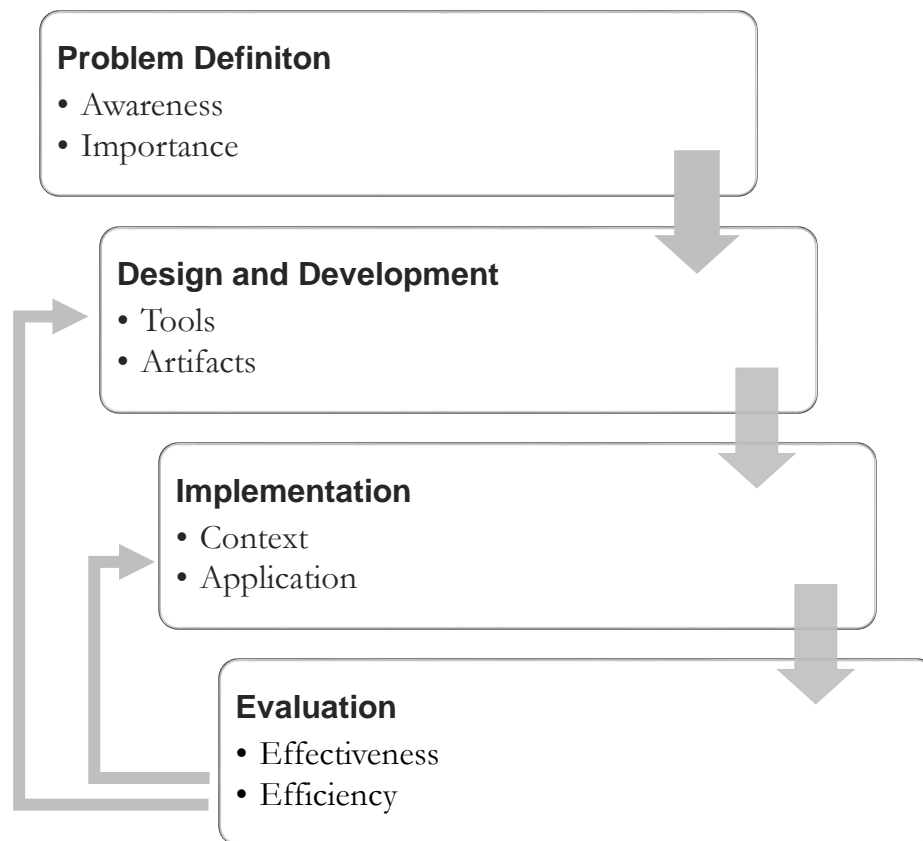 Problem Definiton
• Awareness
• Importance
Design and Development
• Tools
• Artifacts
Implementation
• Context
• Application
Evaluation
• Effectiveness
• Efficiency